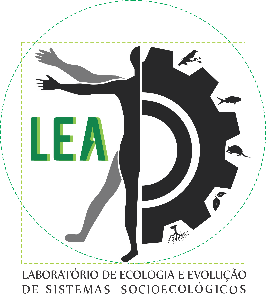 LEA
LABORATÓRIO DE ECOLOGIA E EVOLUÇÃO
DE SISTEMAS SOCIOECOLÓGICOS